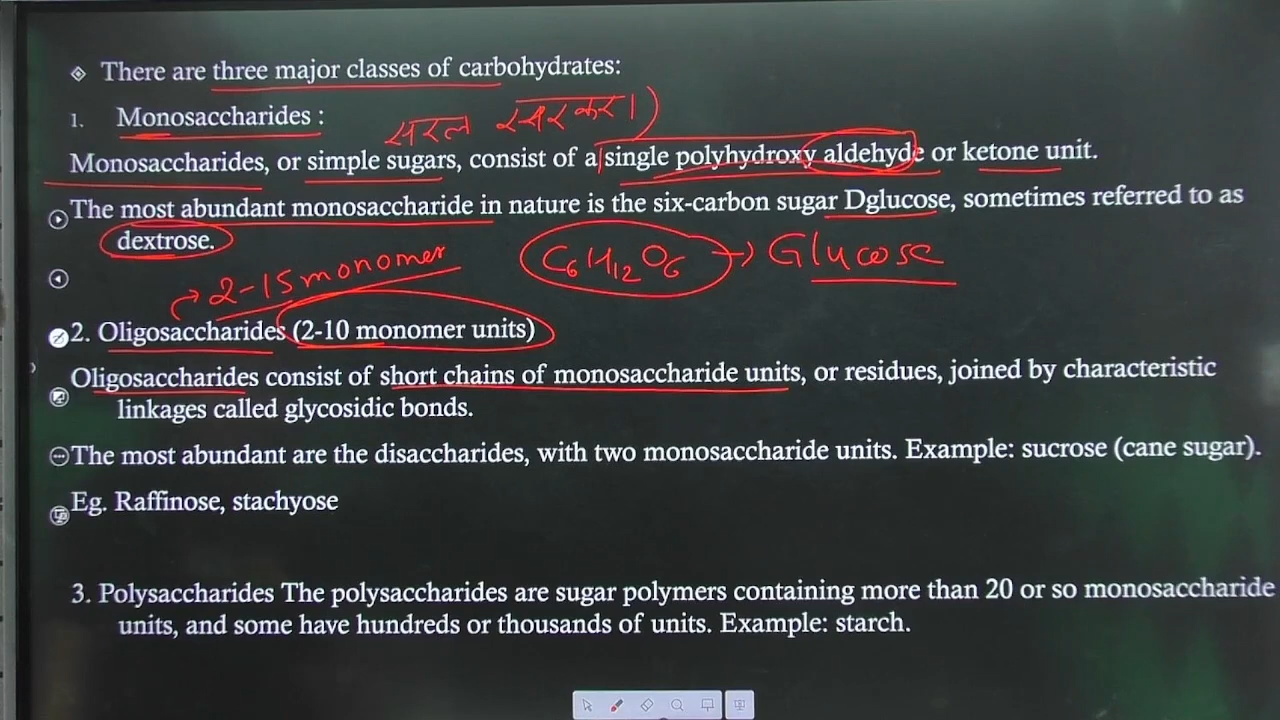 There are three major classes of carbohydrates:
1. Monosaccharides :
सरल
Monosaccharides, or simple sugars, consist of a single polyhydroxy aldehyde or ketone unit.
The most abundant monosaccharide in nature is the six-carbon sugar Dglucose, sometimes referred to as
dextrose.
C6H12O6 → Glucose
→ 2-15 monomer
2. Oligosaccharides (2-10 monomer units)
Oligosaccharides consist of short chains of monosaccharide units, or residues, joined by characteristic
linkages called glycosidic bonds.
The most abundant are the disaccharides, with two monosaccharide units. Example: sucrose (cane sugar).
Eg. Raffinose, stachyose
3. Polysaccharides The polysaccharides are sugar polymers containing more than 20 or so monosaccharide
units, and some have hundreds or thousands of units. Example: starch.